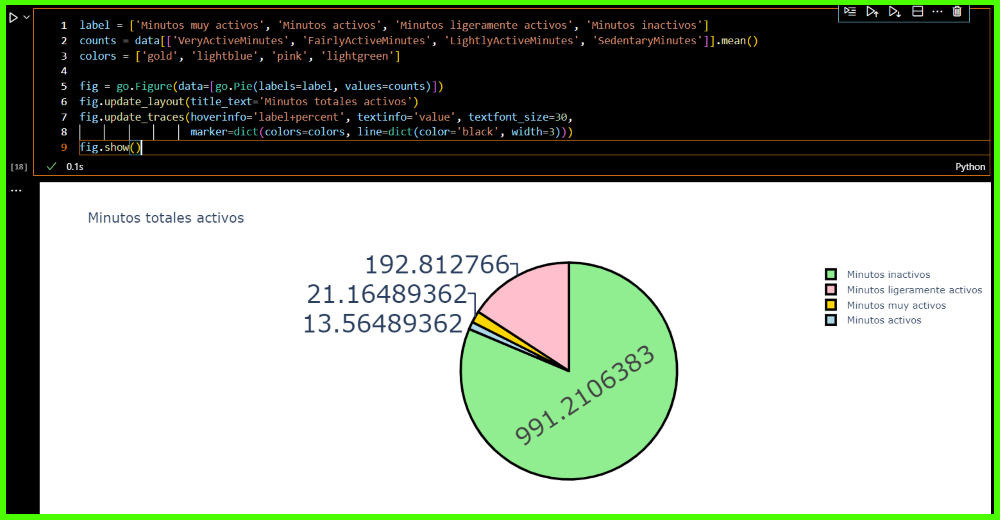 1 label = ['Minutos muy activos', 'Minutos activos', 'Minutos ligeramente activos', 'Minutos inactivos']
2 counts = data[['VeryActiveMinutes', 'FairlyActiveMinutes', 'LightlyActiveMinutes', 'SedentaryMinutes']].mean()
3 colors = ['gold', 'lightblue', 'pink', 'lightgreen']
4
5 fig = go.Figure(data=[go.Pie(labels=label, values=counts)])
6 fig.update_layout(title_text='Minutos totales activos')
7 fig.update_traces(hoverinfo='label+percent', textinfo='value', textfont_size=30,
8 marker=dict(colors=colors, line=dict(color='black', width=3)))
9 fig.show()
[18] 0.1s Python
Minutos totales activos
192.812766
21.16489362
13.56489362
991.2106383
Minutos inactivos
Minutos ligeramente activos
Minutos muy activos
Minutos activos